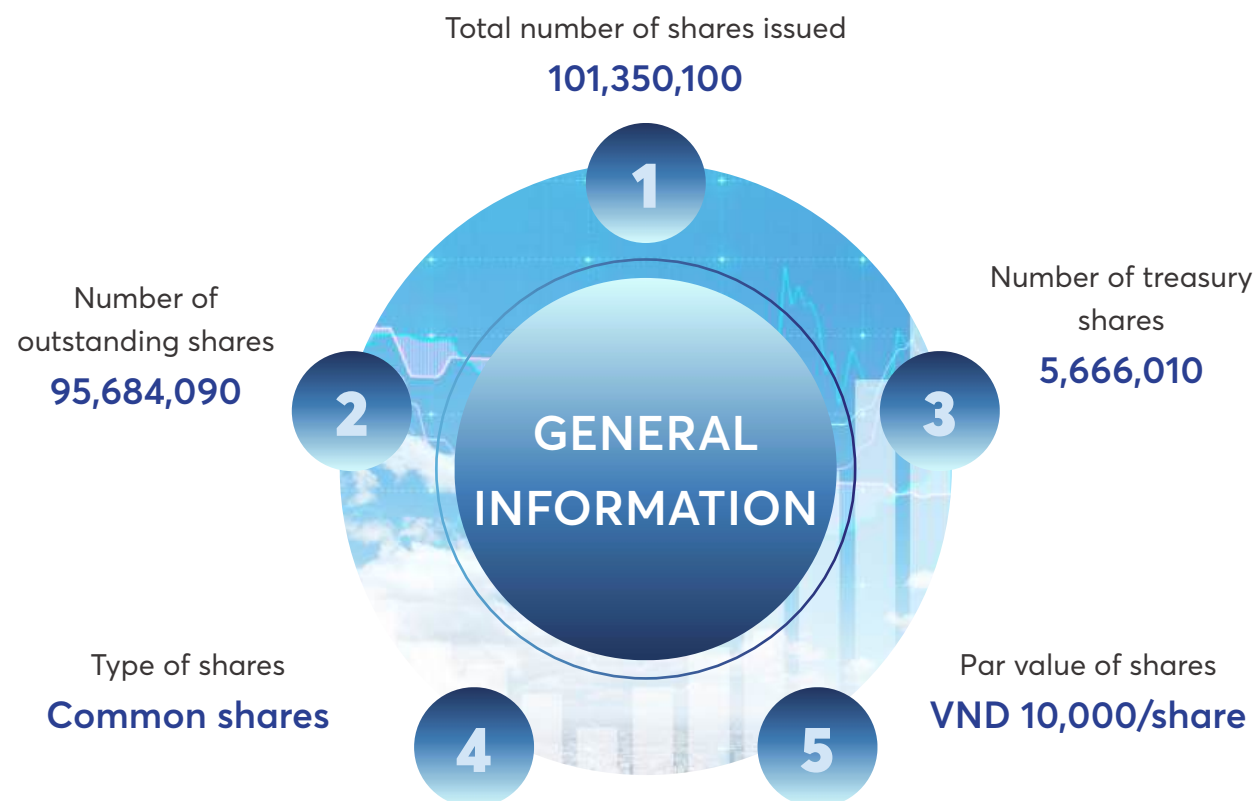 Total number of shares issued
101,350,100
1
Number of
outstanding shares
95,684,090
2
Number of treasury
shares
5,666,010
3
GENERAL
INFORMATION
Type of shares
Common shares
4
Par value of shares
VND 10,000/share
5